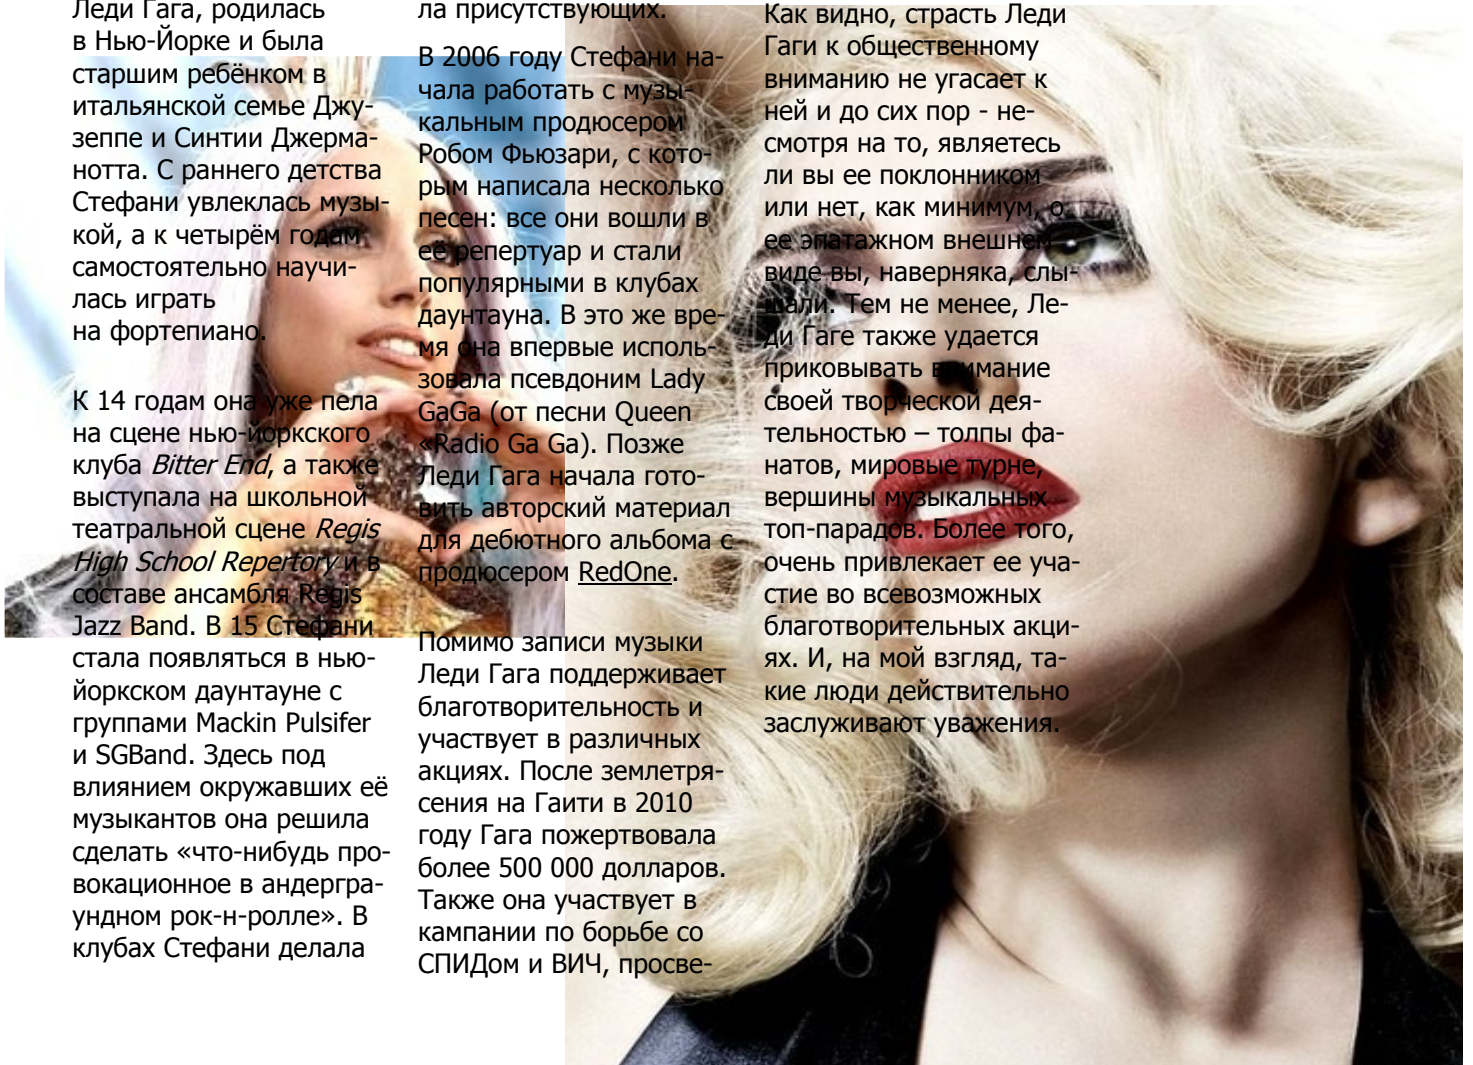 Леди Гага, родилась
в Нью-Йорке и была
старшим ребёнком в
итальянской семье Джу-
зеппе и Синтии Джерма-
нотта. С раннего детства
Стефани увлеклась музы-
кой, а к четырём годам
самостоятельно научи-
лась играть
на фортепиано.
К 14 годам она уже пела
на сцене нью-йоркского
клуба Bitter End, а также
выступала на школьной
театральной сцене Regis
High School Repertory и в
составе ансамбля Regis
Jazz Band. В 15 Стефани
стала появляться в нью-
йоркском даунтауне с
группами Mackin Pulsifer
и SGBand. Здесь под
влиянием окружавших её
музыкантов она решила
сделать «что-нибудь про-
вокационное в андергра-
ундном рок-н-ролле». В
клубах Стефани делала
ла присутствующих.
В 2006 году Стефани на-
чала работать с музы-
кальным продюсером
Робом Фьюзари, с кото-
рым написала несколько
песен: все они вошли в
её репертуар и стали
популярными в клубах
даунтауна. В это же вре-
мя она впервые исполь-
зовала псевдоним Lady
GaGa (от песни Queen
«Radio Ga Ga). Позже
Леди Гага начала гото-
вить авторский материал
для дебютного альбома с
продюсером RedOne.
Помимо записи музыки
Леди Гага поддерживает
благотворительность и
участвует в различных
акциях. После землетря-
сения на Гаити в 2010
году Гага пожертвовала
более 500 000 долларов.
Также она участвует в
кампании по борьбе со
СПИДом и ВИЧ, просве-
Как видно, страсть Леди
Гаги к общественному
вниманию не угасает к
ней и до сих пор - не-
смотря на то, являетесь
ли вы ее поклонником
или нет, как минимум, о
ее эпатажном внешнем
виде вы, наверняка, слы-
шали. Тем не менее, Ле-
ди Гаге также удается
приковывать внимание
своей творческой дея-
тельностью – толпы фа-
натов, мировые турне,
вершины музыкальных
топ-парадов. Более того,
очень привлекает ее уча-
стие во всевозможных
благотворительных акци-
ях. И, на мой взгляд, та-
кие люди действительно
заслуживают уважения.